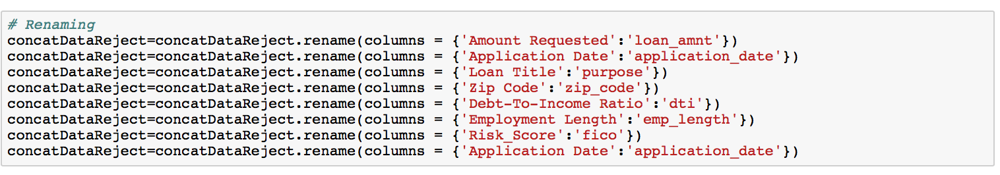 # Renaming
concatDataReject=concatDataReject.rename(columns = {'Amount Requested':'loan_amnt'})
concatDataReject=concatDataReject.rename(columns = {'Application Date':'application_date'})
concatDataReject=concatDataReject.rename(columns = {'Loan Title':'purpose'})
concatDataReject=concatDataReject.rename(columns = {'Zip Code':'zip_code'})
concatDataReject=concatDataReject.rename(columns = {'Debt-To-Income Ratio':'dti'})
concatDataReject=concatDataReject.rename(columns = {'Employment Length':'emp_length'})
concatDataReject=concatDataReject.rename(columns = {'Risk_Score':'fico'})
concatDataReject=concatDataReject.rename(columns = {'Application Date':'application_date'})